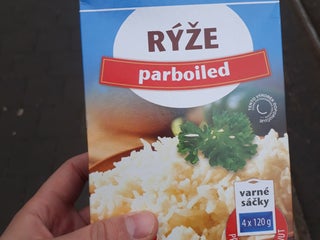 RÝŽE
parboiled
varné
sáčky
4 x 120 g